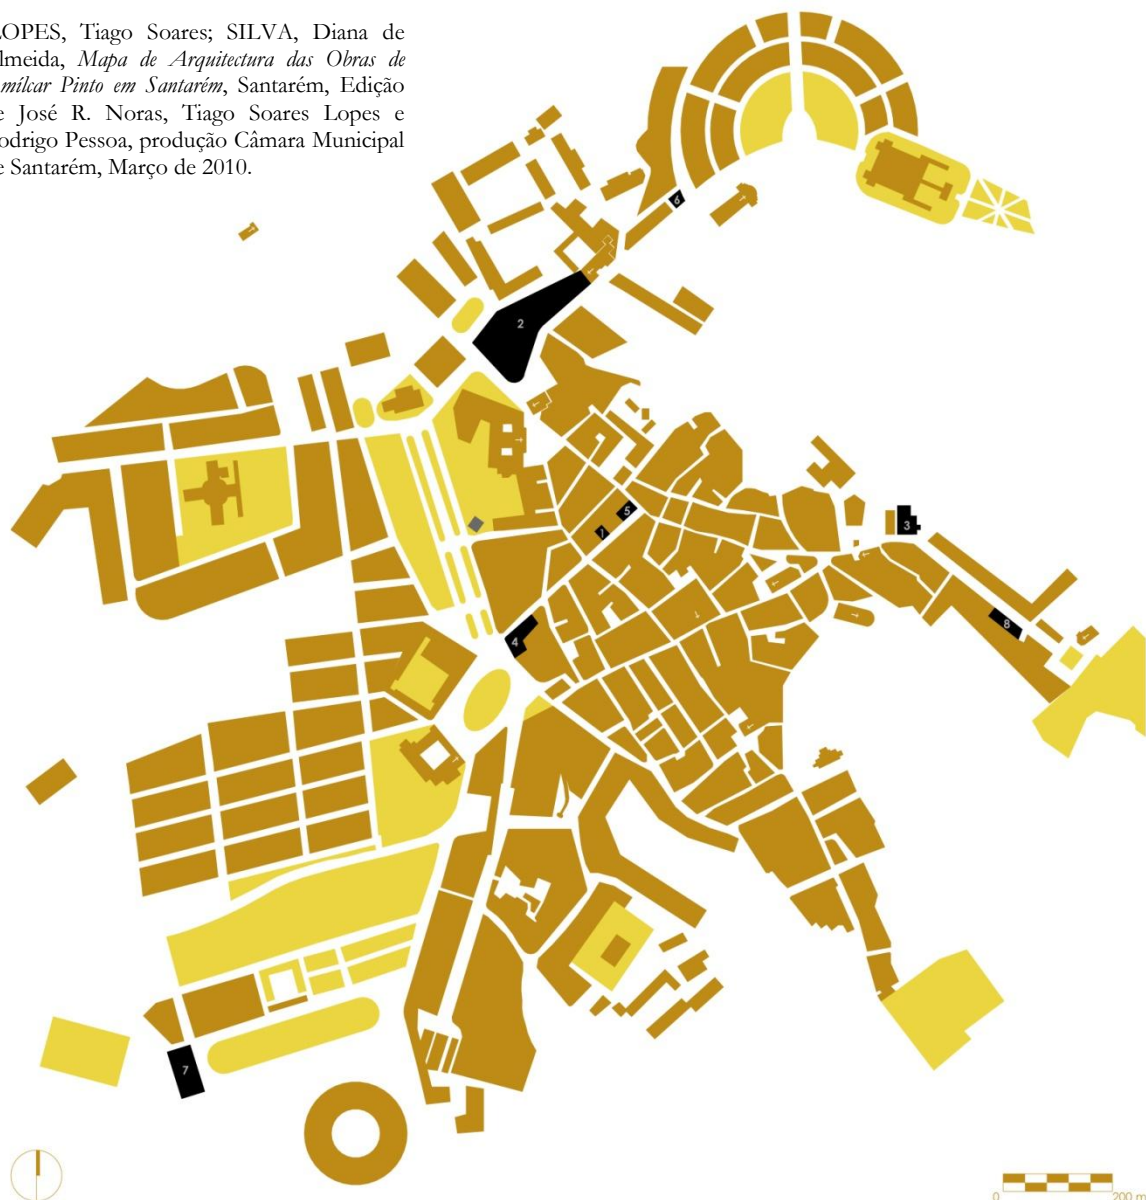 LOPES, Tiago Soares; SILVA, Diana de
lmeida, Mapa de Arquitectura das Obras de
mílcar Pinto em Santarém, Santarém, Edição
e José R. Noras, Tiago Soares Lopes e
odrigo Pessoa, produção Câmara Municipal
e Santarém, Março de 2010.
6
2
5
1
3
8
4
7
0 200 m